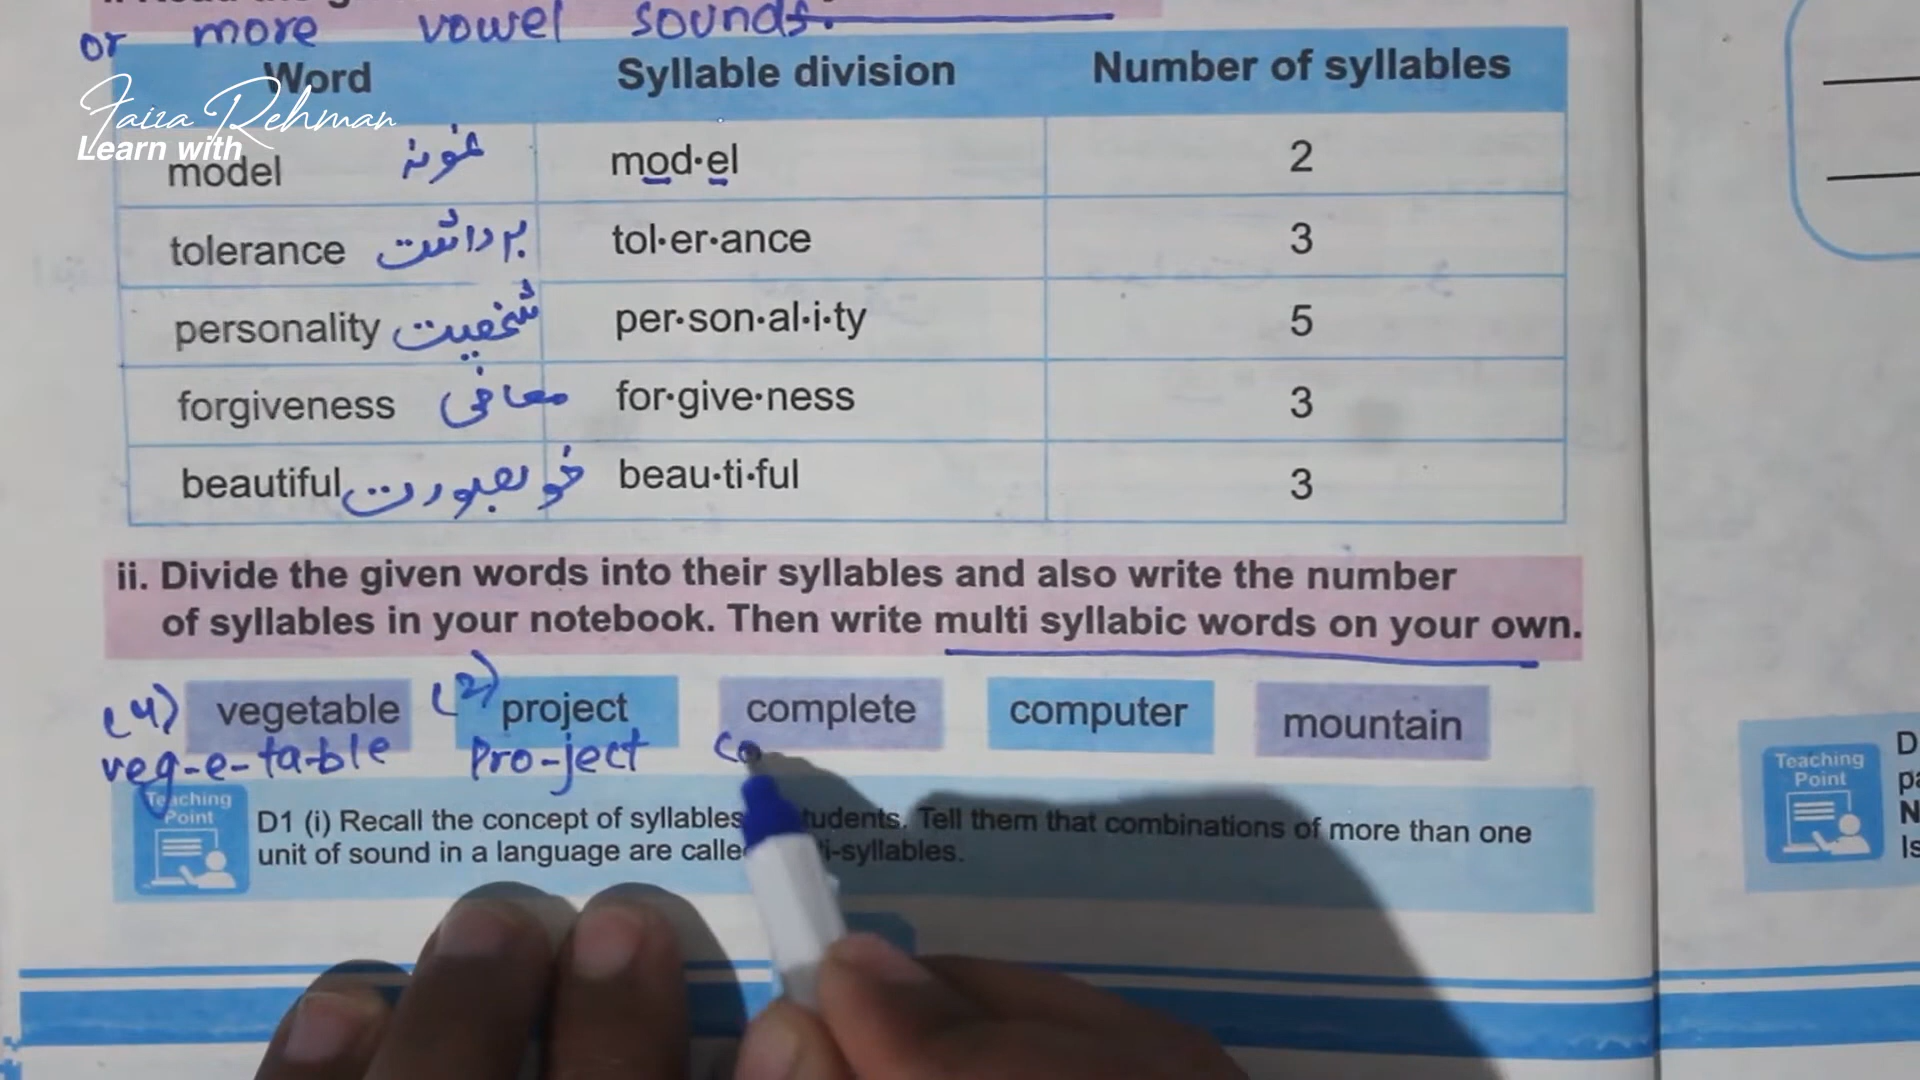 or more vowel sounds.
Word Syllable division Number of syllables
Faiza Rehman
Learn with
model نمونہ mod·el 2
tolerance برداشت tol·er·ance 3
personality شخصیت per·son·al·i·ty 5
forgiveness معافی for·give·ness 3
beautiful خوبصورت beau·ti·ful 3
ii. Divide the given words into their syllables and also write the number
of syllables in your notebook. Then write multi syllabic words on your own.
(4) vegetable (2) project complete computer mountain
veg-e-ta-ble Pro-ject co
Teaching Point
D1 (i) Recall the concept of syllables tudents. Tell them that combinations of more than one
unit of sound in a language are calle i-syllables.
Teaching Point
D
pa
N
Is